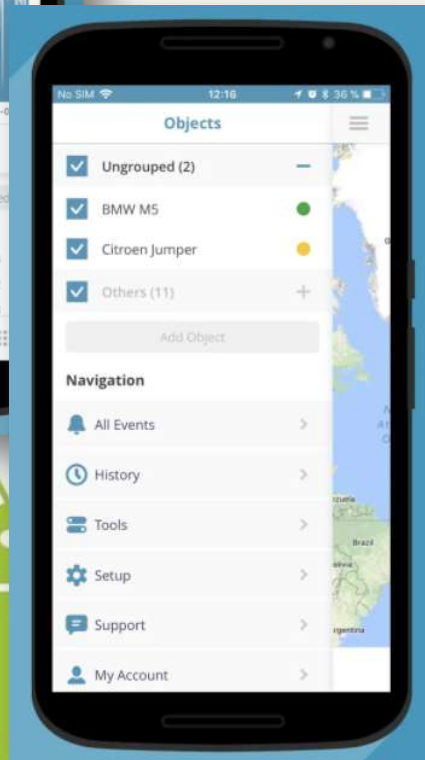 No SIM 12:16 36 %
Objects
Ungrouped (2)
BMW M5
Citroen Jumper
Others (11)
Add Object
Navigation
All Events
History
Tools
Setup
Support
My Account
Brazil